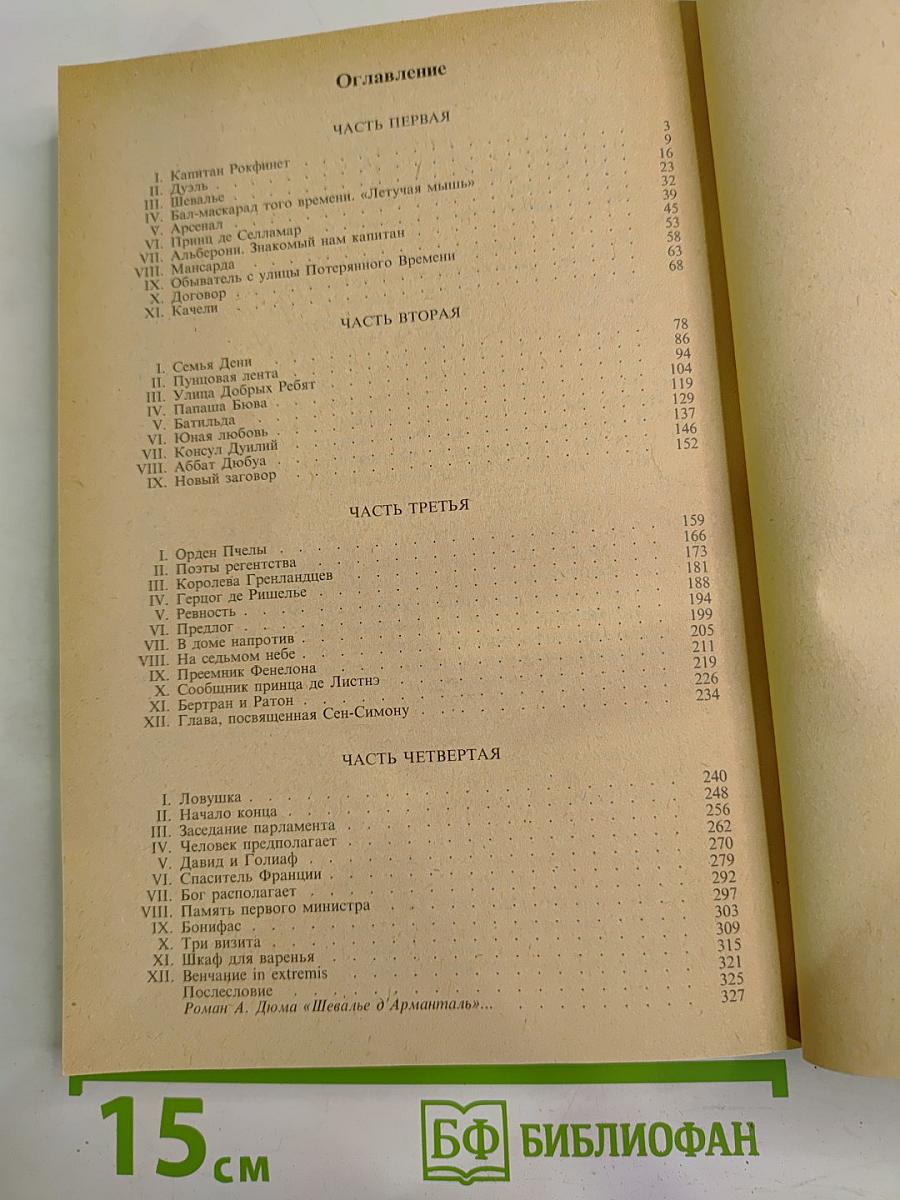 Оглавление
ЧАСТЬ ПЕРВАЯ
I. Капитан Рокфинет . . . 3
II. Дуэль . . . 9
III. Шевалье . . . 16
IV. Бал-маскарад того времени. «Летучая мышь» . . . 23
V. Арсенал . . . 32
VI. Принц де Селламар . . . 39
VII. Альберони. Знакомый нам капитан . . . 45
VIII. Мансарда . . . 53
IX. Обыватель с улицы Потерянного Времени . . . 58
X. Договор . . . 63
XI. Качели . . . 68
ЧАСТЬ ВТОРАЯ
I. Семья Дени . . . 78
II. Пунцовая лента . . . 86
III. Улица Добрых Ребят . . . 94
IV. Папаша Бюва . . . 104
V. Батильда . . . 119
VI. Юная любовь . . . 129
VII. Консул Дуилий . . . 137
VIII. Аббат Дюбуа . . . 146
IX. Новый заговор . . . 152
ЧАСТЬ ТРЕТЬЯ
I. Орден Пчелы . . . 159
II. Поэты регентства . . . 166
III. Королева Гренландцев . . . 173
IV. Герцог де Ришелье . . . 181
V. Ревность . . . 188
VI. Предлог . . . 194
VII. В доме напротив . . . 199
VIII. На седьмом небе . . . 205
IX. Преемник Фенелона . . . 211
X. Сообщник принца де Листнэ . . . 219
XI. Бертран и Ратон . . . 226
XII. Глава, посвященная Сен-Симону . . . 234
ЧАСТЬ ЧЕТВЕРТАЯ
I. Ловушка . . . 240
II. Начало конца . . . 248
III. Заседание парламента . . . 256
IV. Человек предполагает . . . 262
V. Давид и Голиаф . . . 270
VI. Спаситель Франции . . . 279
VII. Бог располагает . . . 292
VIII. Память первого министра . . . 297
IX. Бонифас . . . 303
X. Три визита . . . 309
XI. Шкаф для варенья . . . 315
XII. Венчание in extremis . . . 321
Послесловие . . . 325
Роман А. Дюма «Шевалье д'Арманталь»... . . . 327
15 см
БФ БИБЛИОФАН